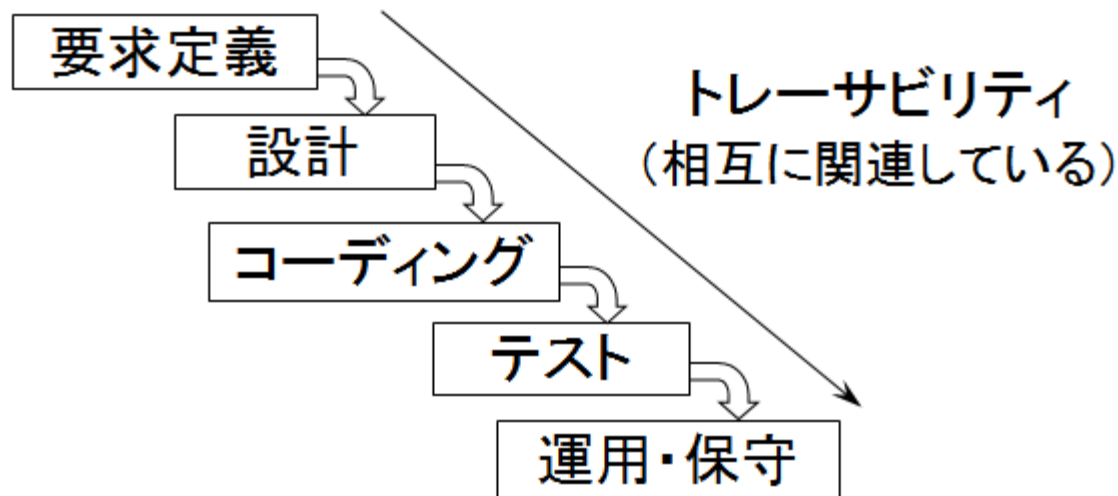 要求定義
設計
コーディング
テスト
運用・保守
トレーサビリティ
（相互に関連している）